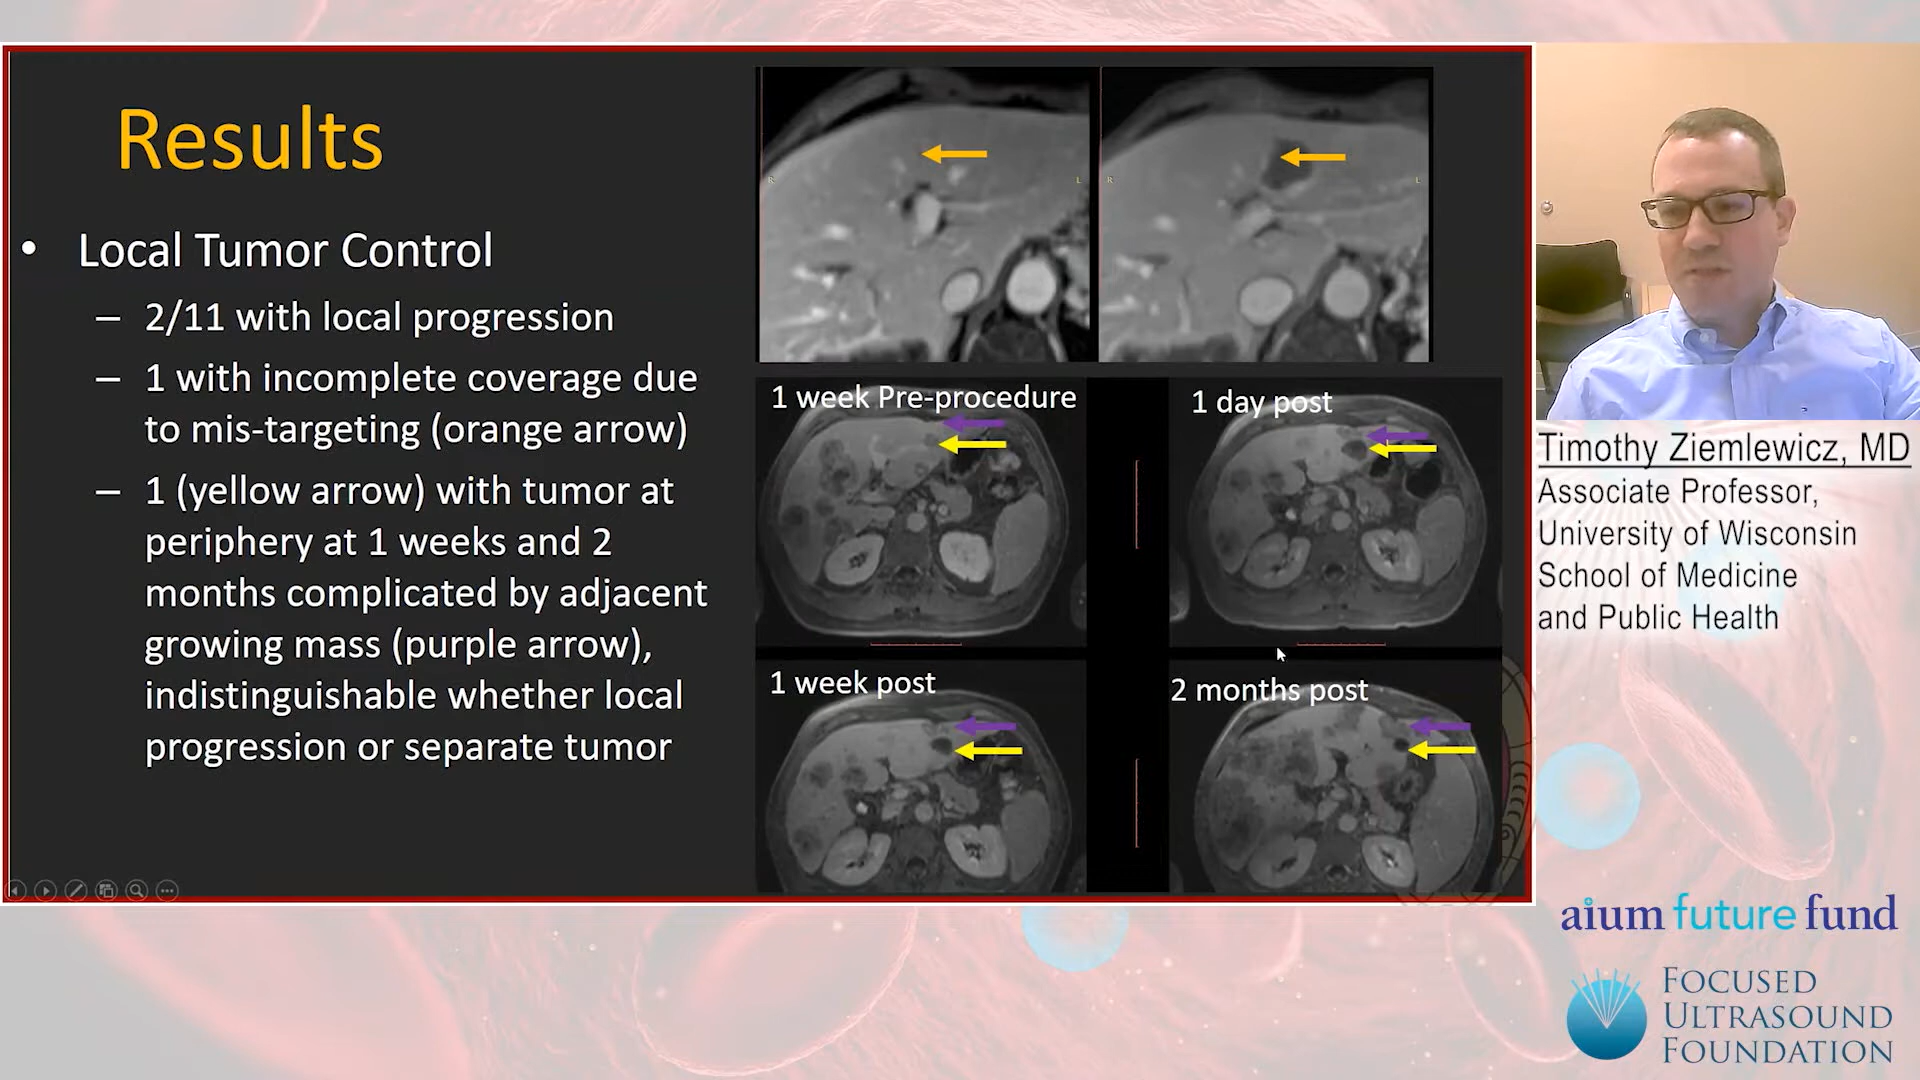 Results
• Local Tumor Control
– 2/11 with local progression
– 1 with incomplete coverage due
to mis-targeting (orange arrow)
– 1 (yellow arrow) with tumor at
periphery at 1 weeks and 2
months complicated by adjacent
growing mass (purple arrow),
indistinguishable whether local
progression or separate tumor
R
L
R
L
1 week Pre-procedure
1 day post
1 week post
2 months post
Timothy Ziemlewicz, MD
Associate Professor,
University of Wisconsin
School of Medicine
and Public Health
aium future fund
FOCUSED
ULTRASOUND
FOUNDATION